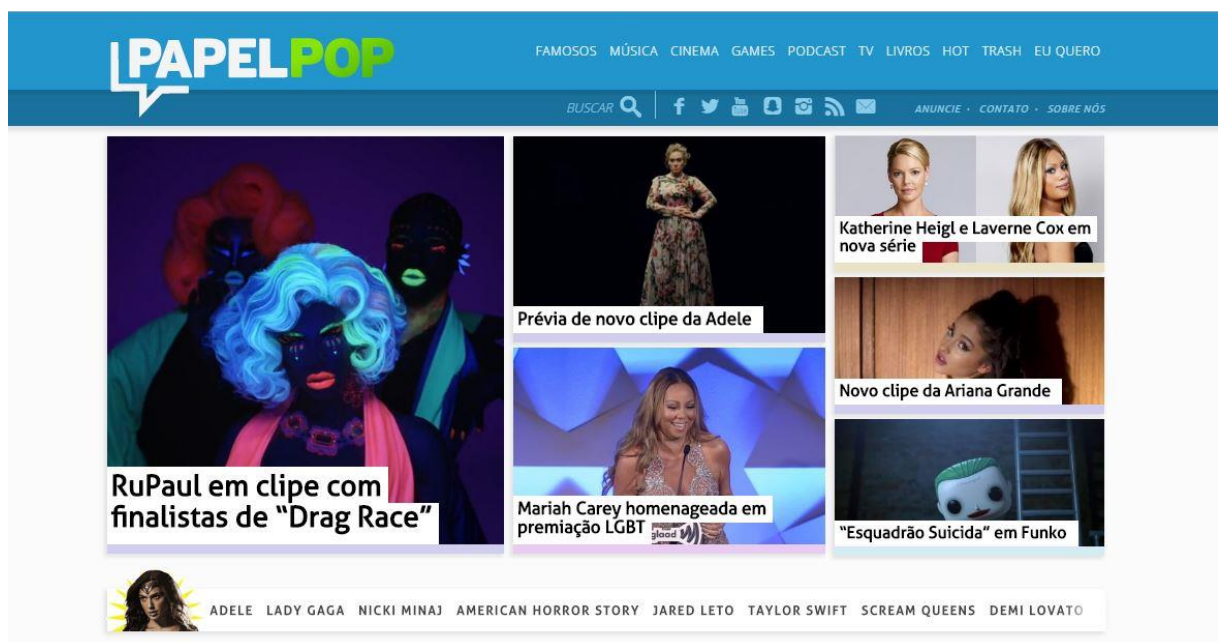 PAPELPOP
FAMOSOS MÚSICA CINEMA GAMES PODCAST TV LIVROS HOT TRASH EU QUERO
BUSCAR
ANUNCIE · CONTATO · SOBRE NÓS
RuPaul em clipe com
finalistas de “Drag Race”
Prévia de novo clipe da Adele
Mariah Carey homenageada em
premiação LGBT
glaad
Katherine Heigl e Laverne Cox em
nova série
Novo clipe da Ariana Grande
“Esquadrão Suicida” em Funko
ADELE LADY GAGA NICKI MINAJ AMERICAN HORROR STORY JARED LETO TAYLOR SWIFT SCREAM QUEENS DEMI LOVATO